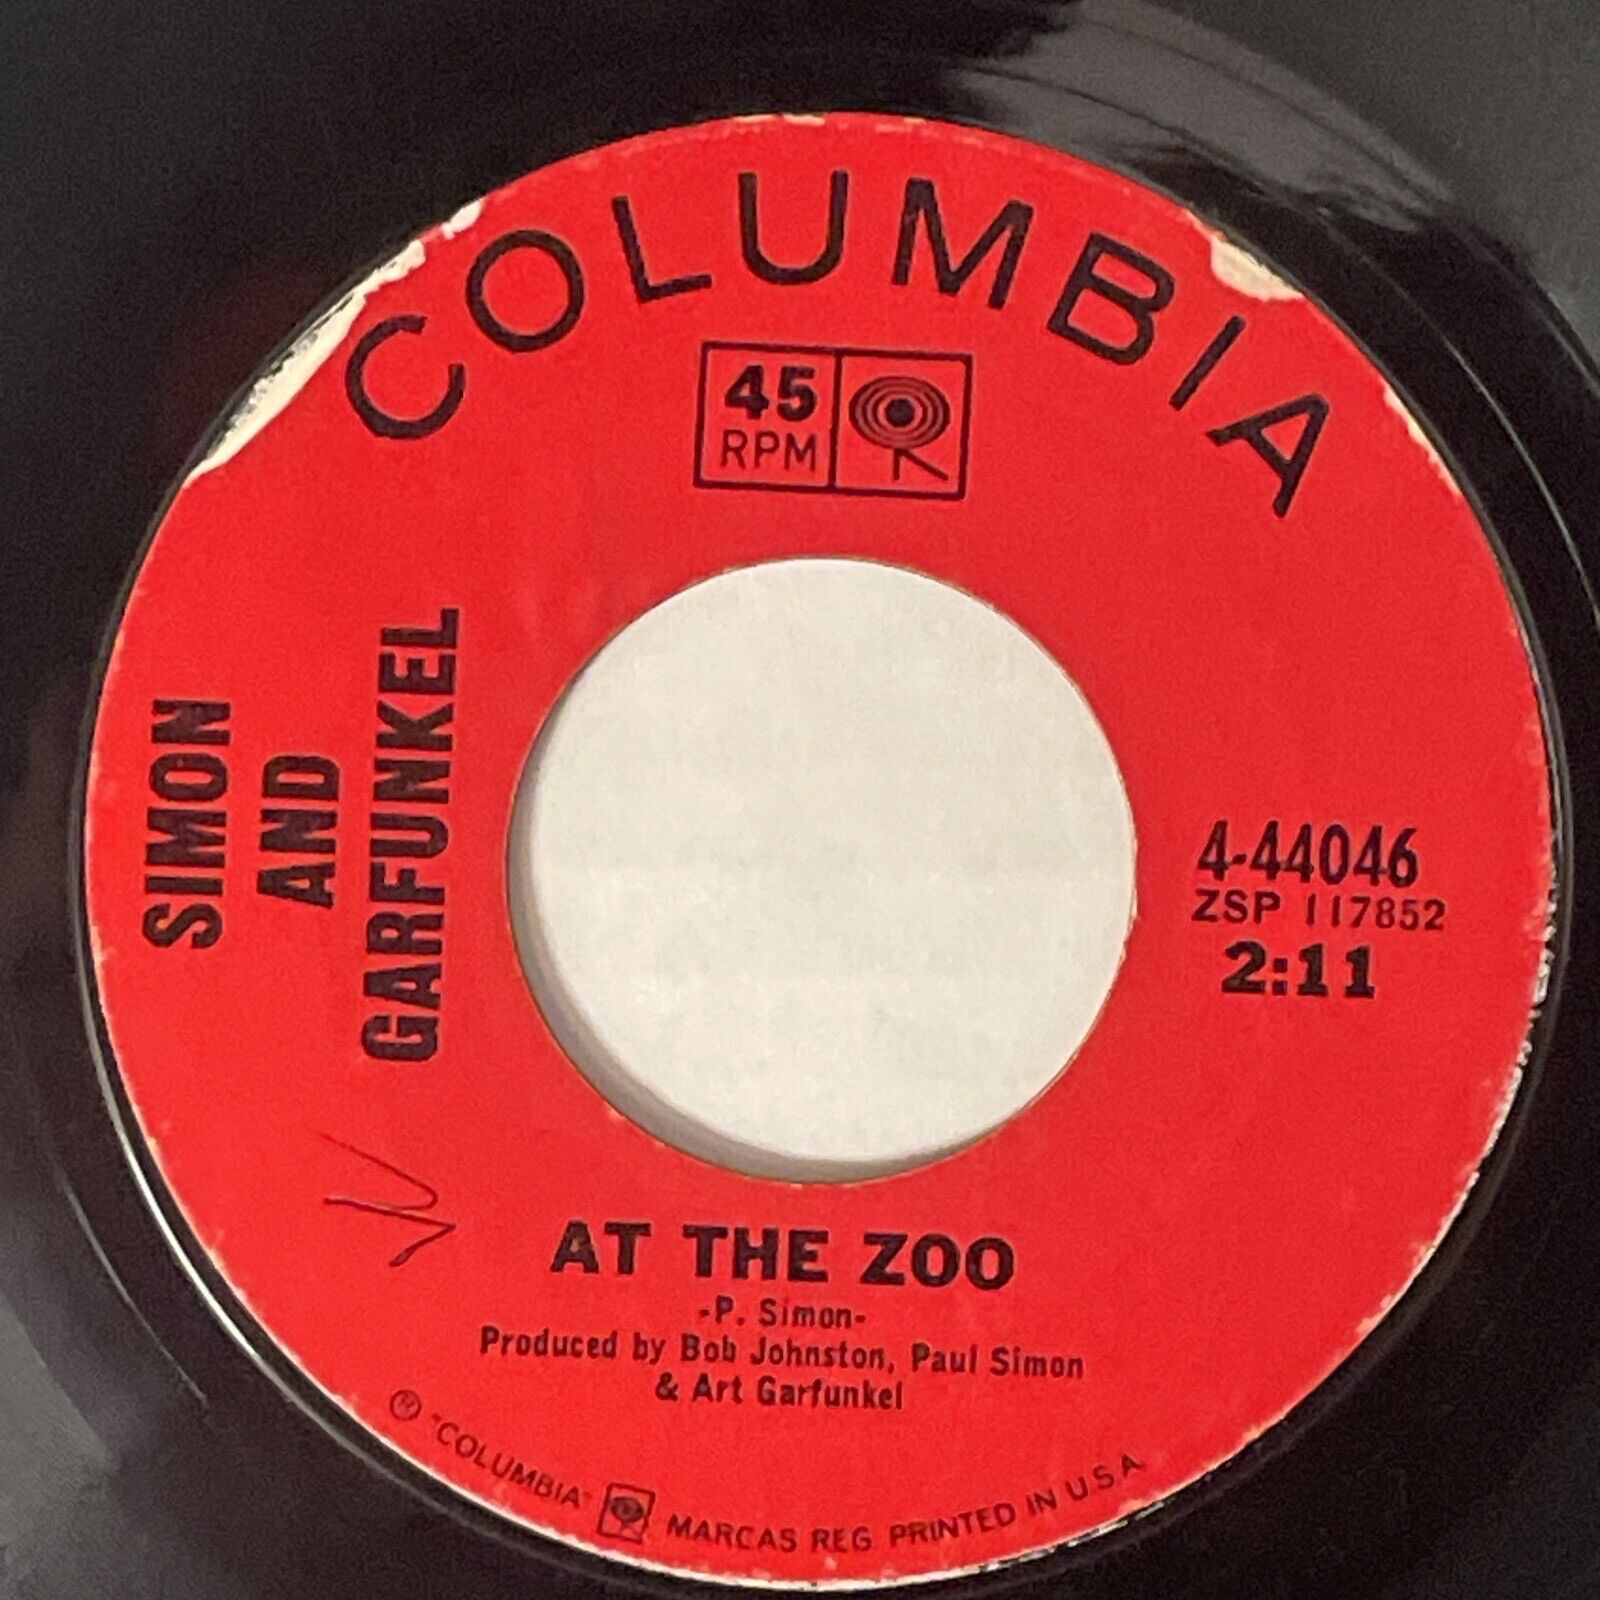 COLUMBIA
45
RPM
SIMON
AND
GARFUNKEL
4-44046
ZSP 117852
2:11
AT THE ZOO
-P. Simon-
Produced by Bob Johnston, Paul Simon
& Art Garfunkel
® "COLUMBIA" MARCAS REG PRINTED IN U.S.A.